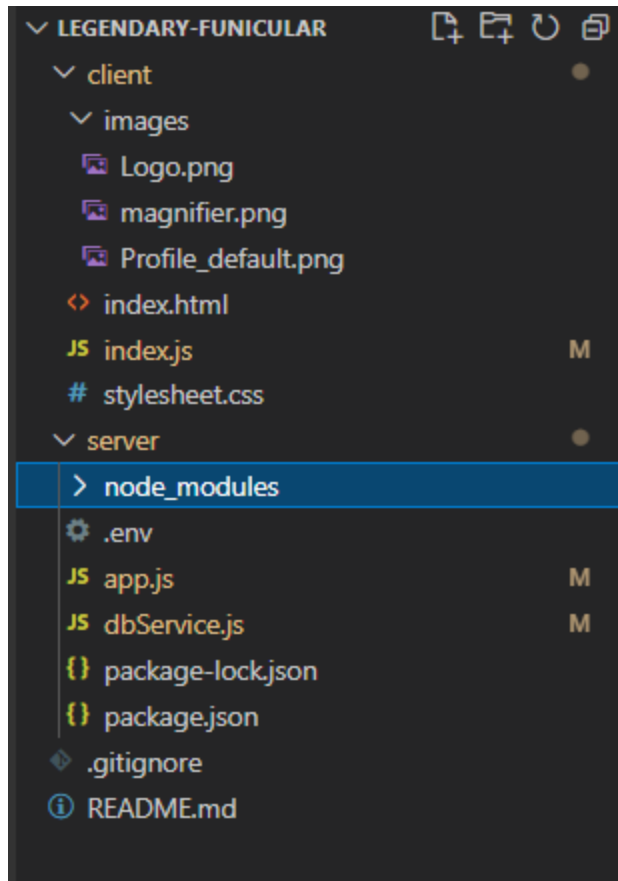 LEGENDARY-FUNICULAR
client
images
Logo.png
magnifier.png
Profile_default.png
<> index.html
JS index.js M
# stylesheet.css
server
node_modules
.env
JS app.js M
JS dbService.js M
{} package-lock.json
{} package.json
.gitignore
README.md